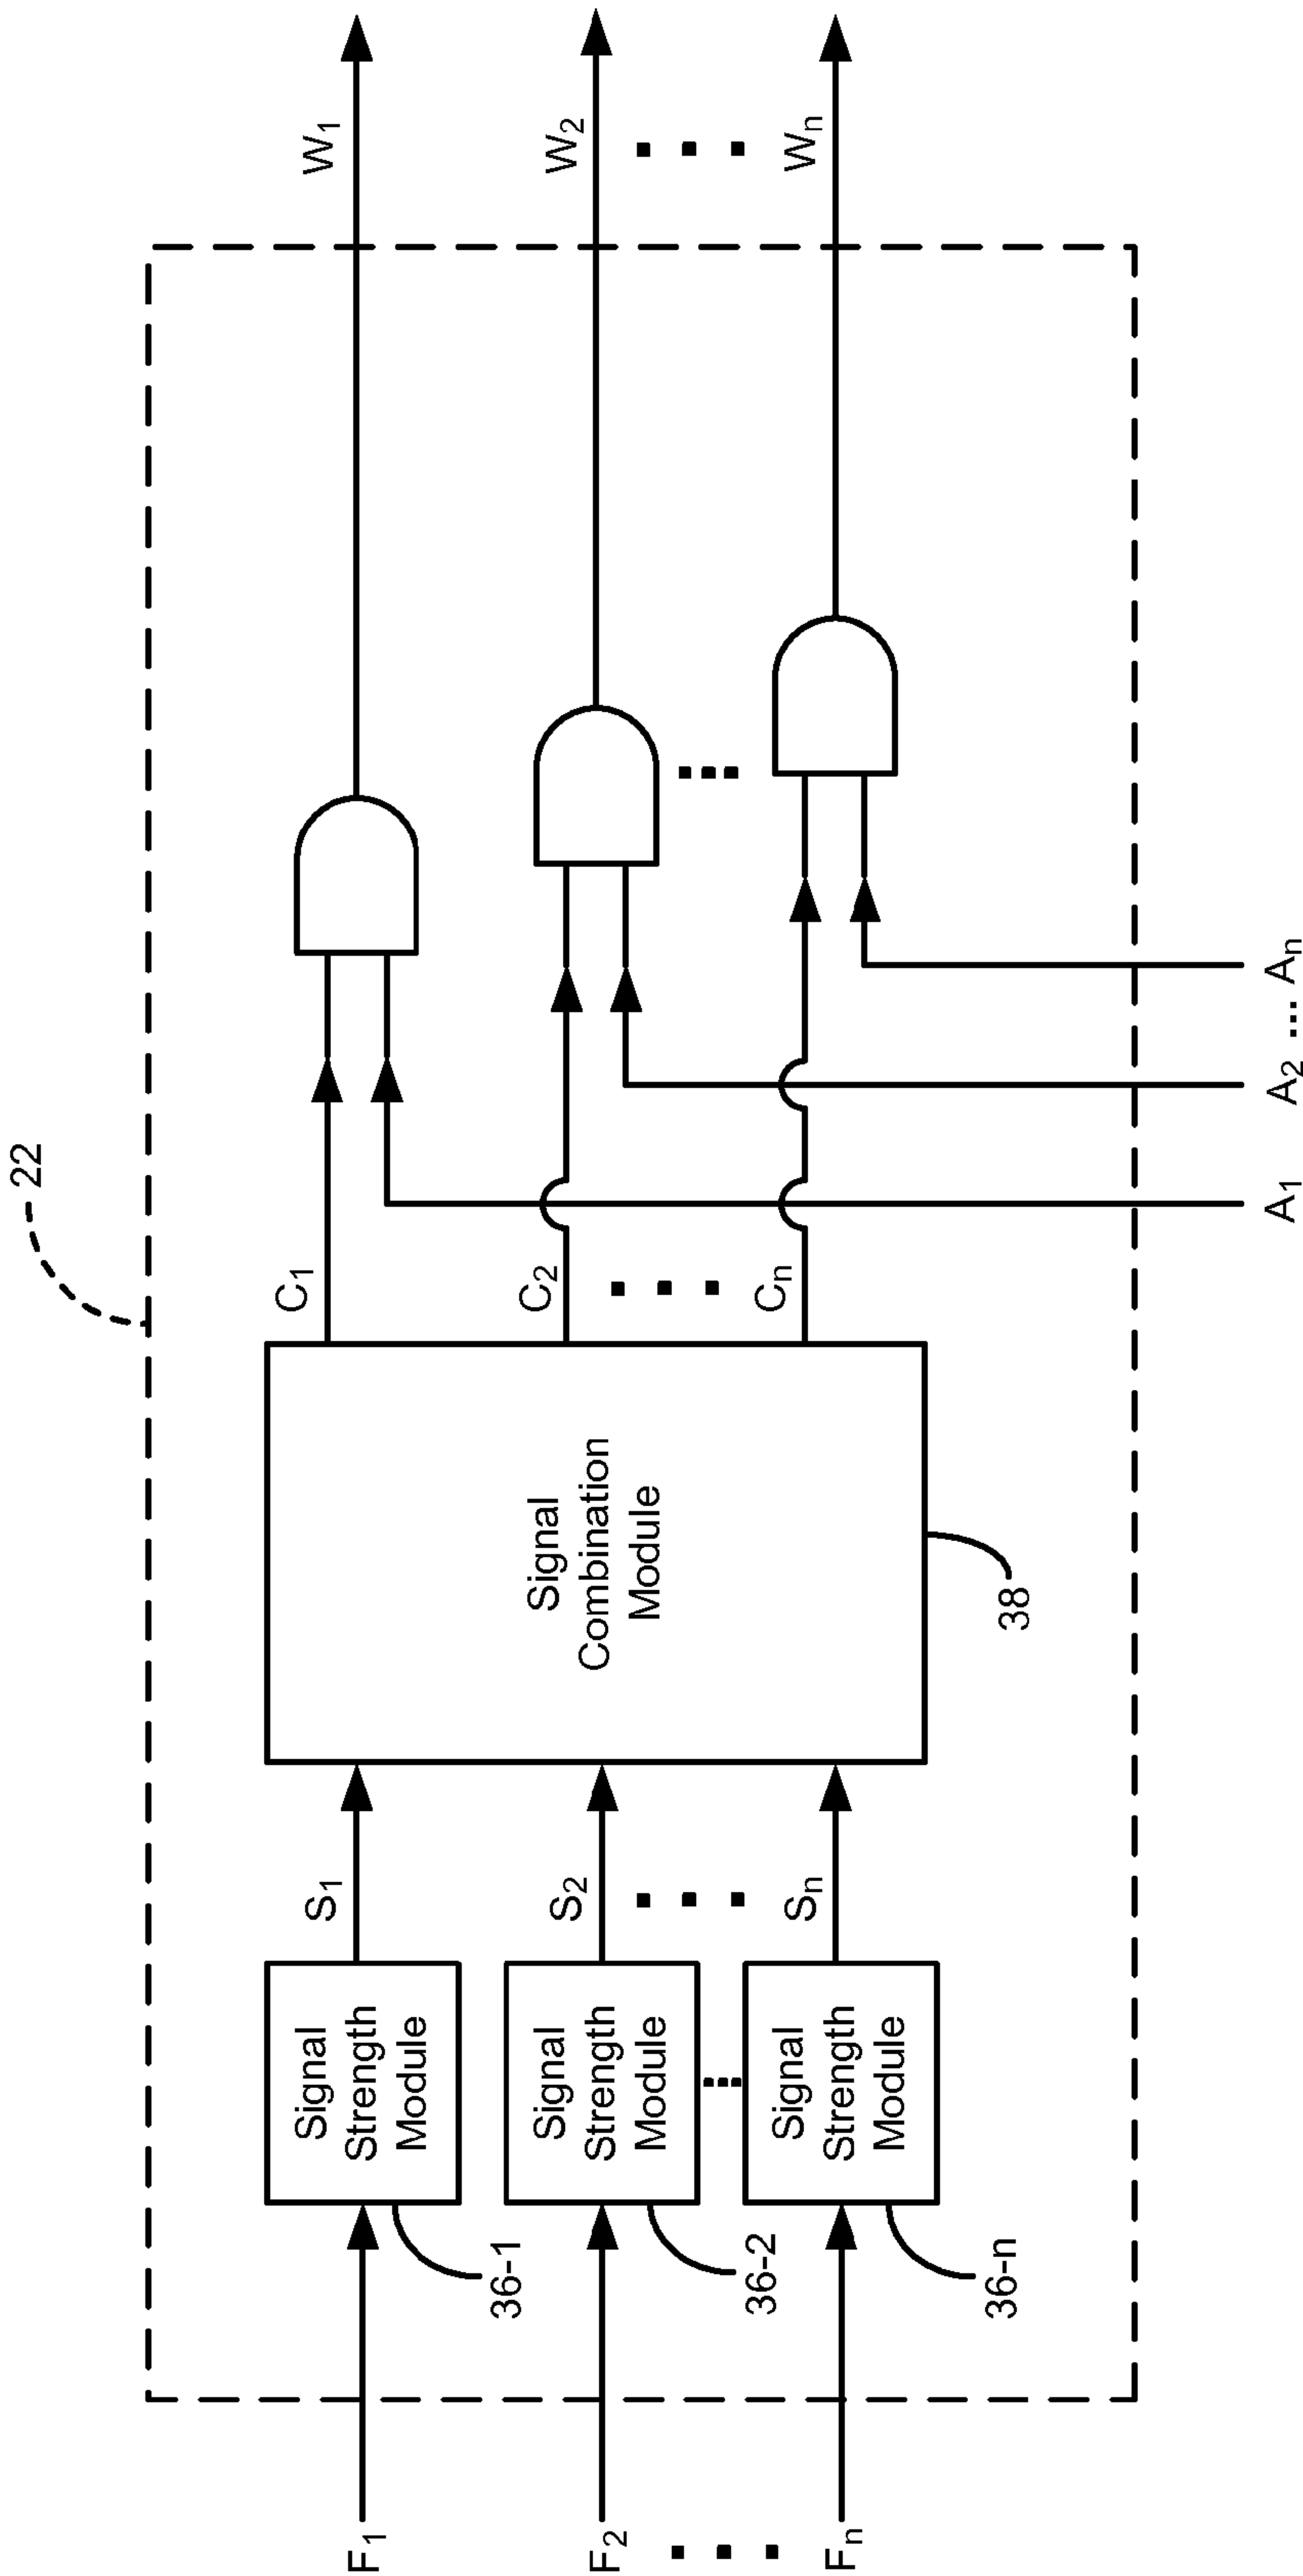 22
F1
F2
Fn
36-1
36-2
36-n
Signal
Strength
Module
Signal
Strength
Module
Signal
Strength
Module
S1
S2
Sn
Signal
Combination
Module
38
C1
C2
Cn
A1
A2 ... An
W1
W2
Wn